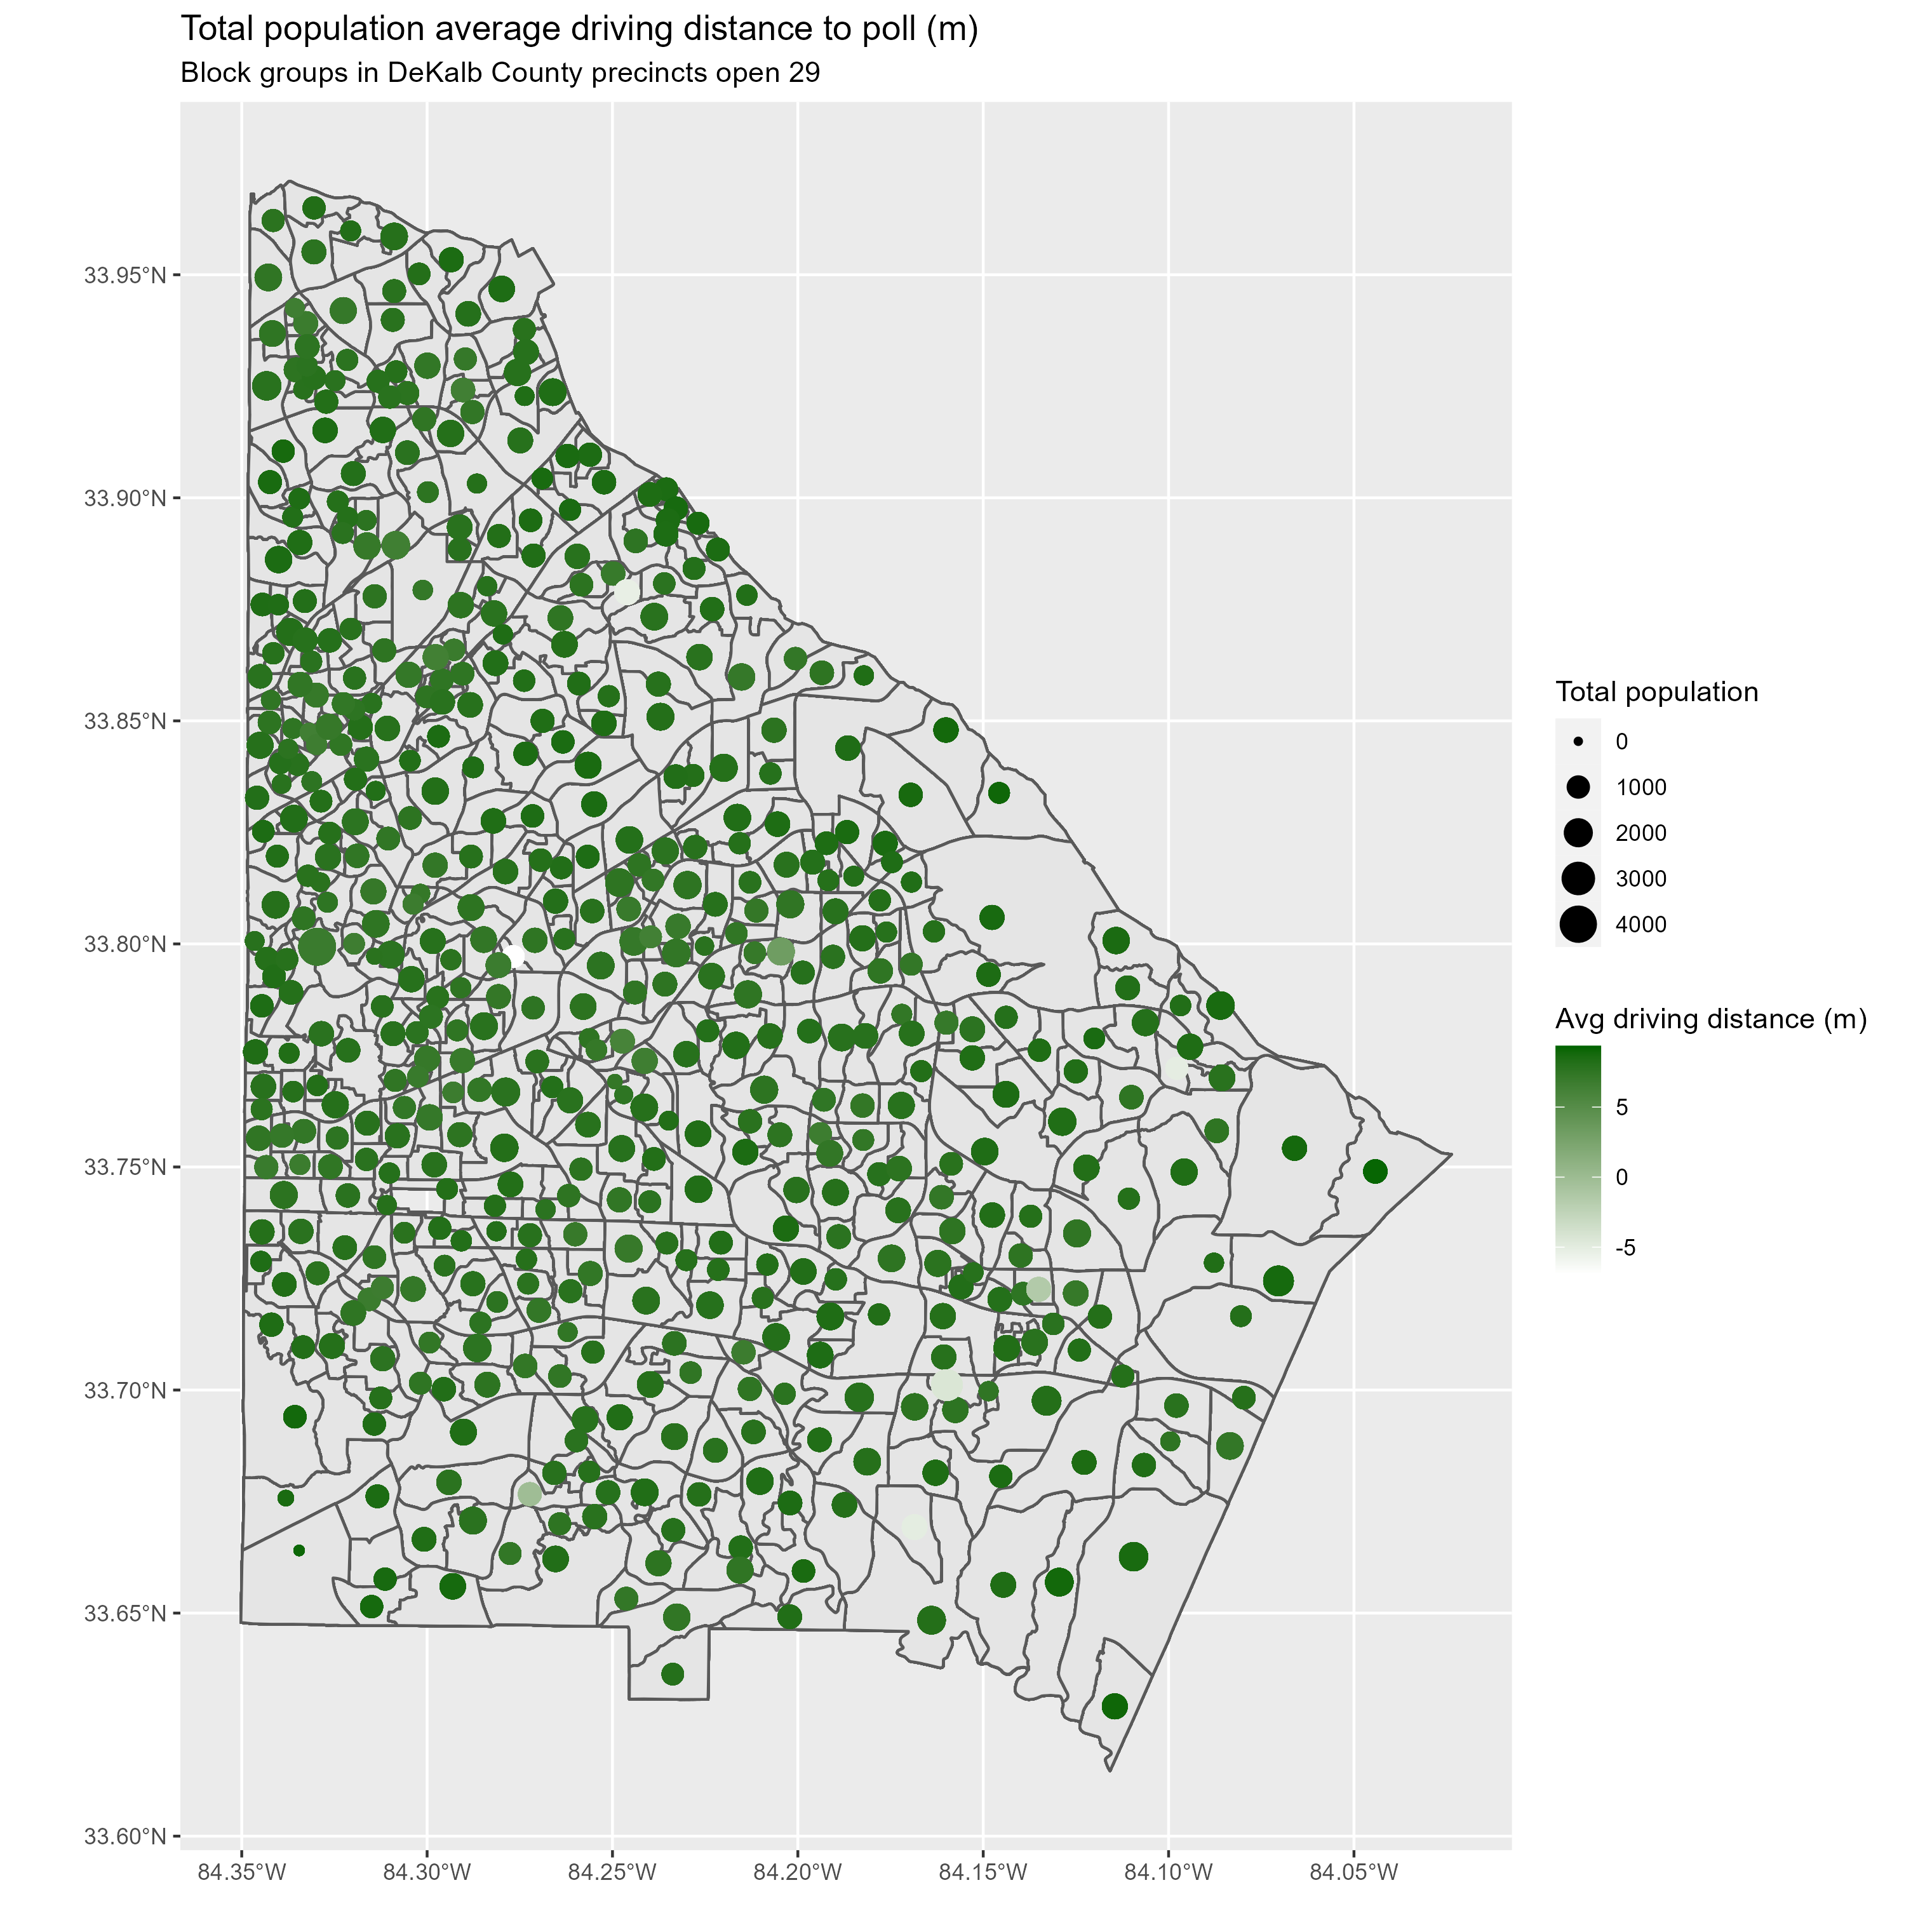 Total population average driving distance to poll (m)
Block groups in DeKalb County precincts open 29
33.95°N
33.90°N
33.85°N
33.80°N
33.75°N
33.70°N
33.65°N
33.60°N
84.35°W
84.30°W
84.25°W
84.20°W
84.15°W
84.10°W
84.05°W
Total population
0
1000
2000
3000
4000
Avg driving distance (m)
5
0
-5